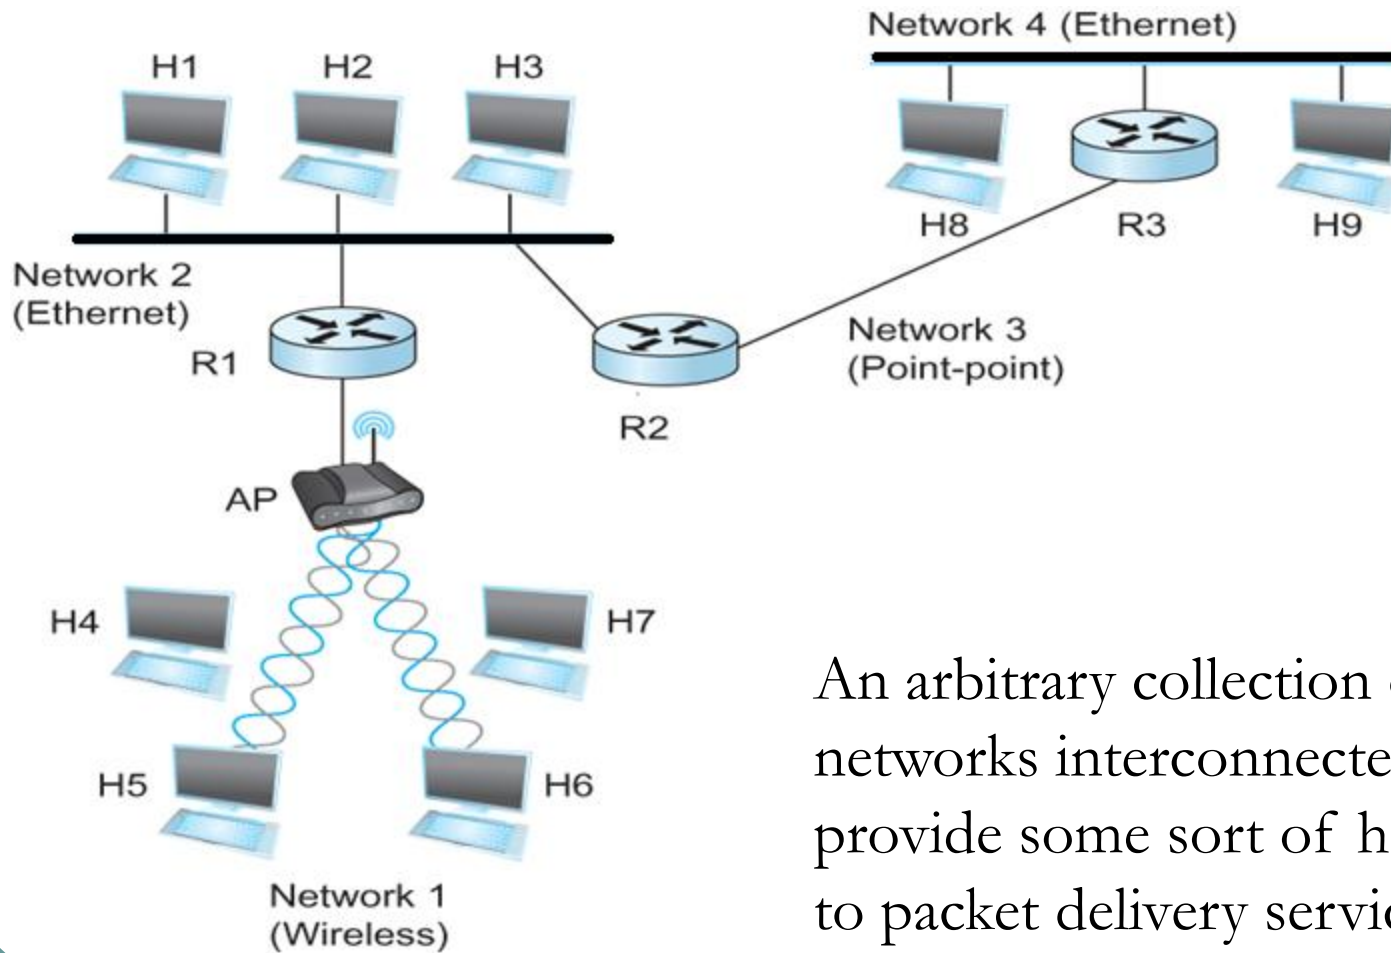 Network 4 (Ethernet)
H1 H2 H3
H8 R3 H9
Network 2
(Ethernet)
R1
Network 3
(Point-point)
R2
AP
H4 H7
H5 H6
Network 1
(Wireless)
An arbitrary collection
networks interconnecte
provide some sort of h
to packet delivery servi